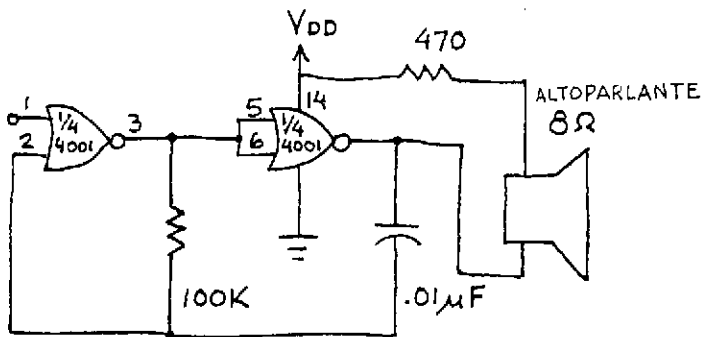 VDD
470
ALTOPARLANTE
8Ω
1
1/4
4001
2
3
5
6
1/4
4001
14
100K
.01µF